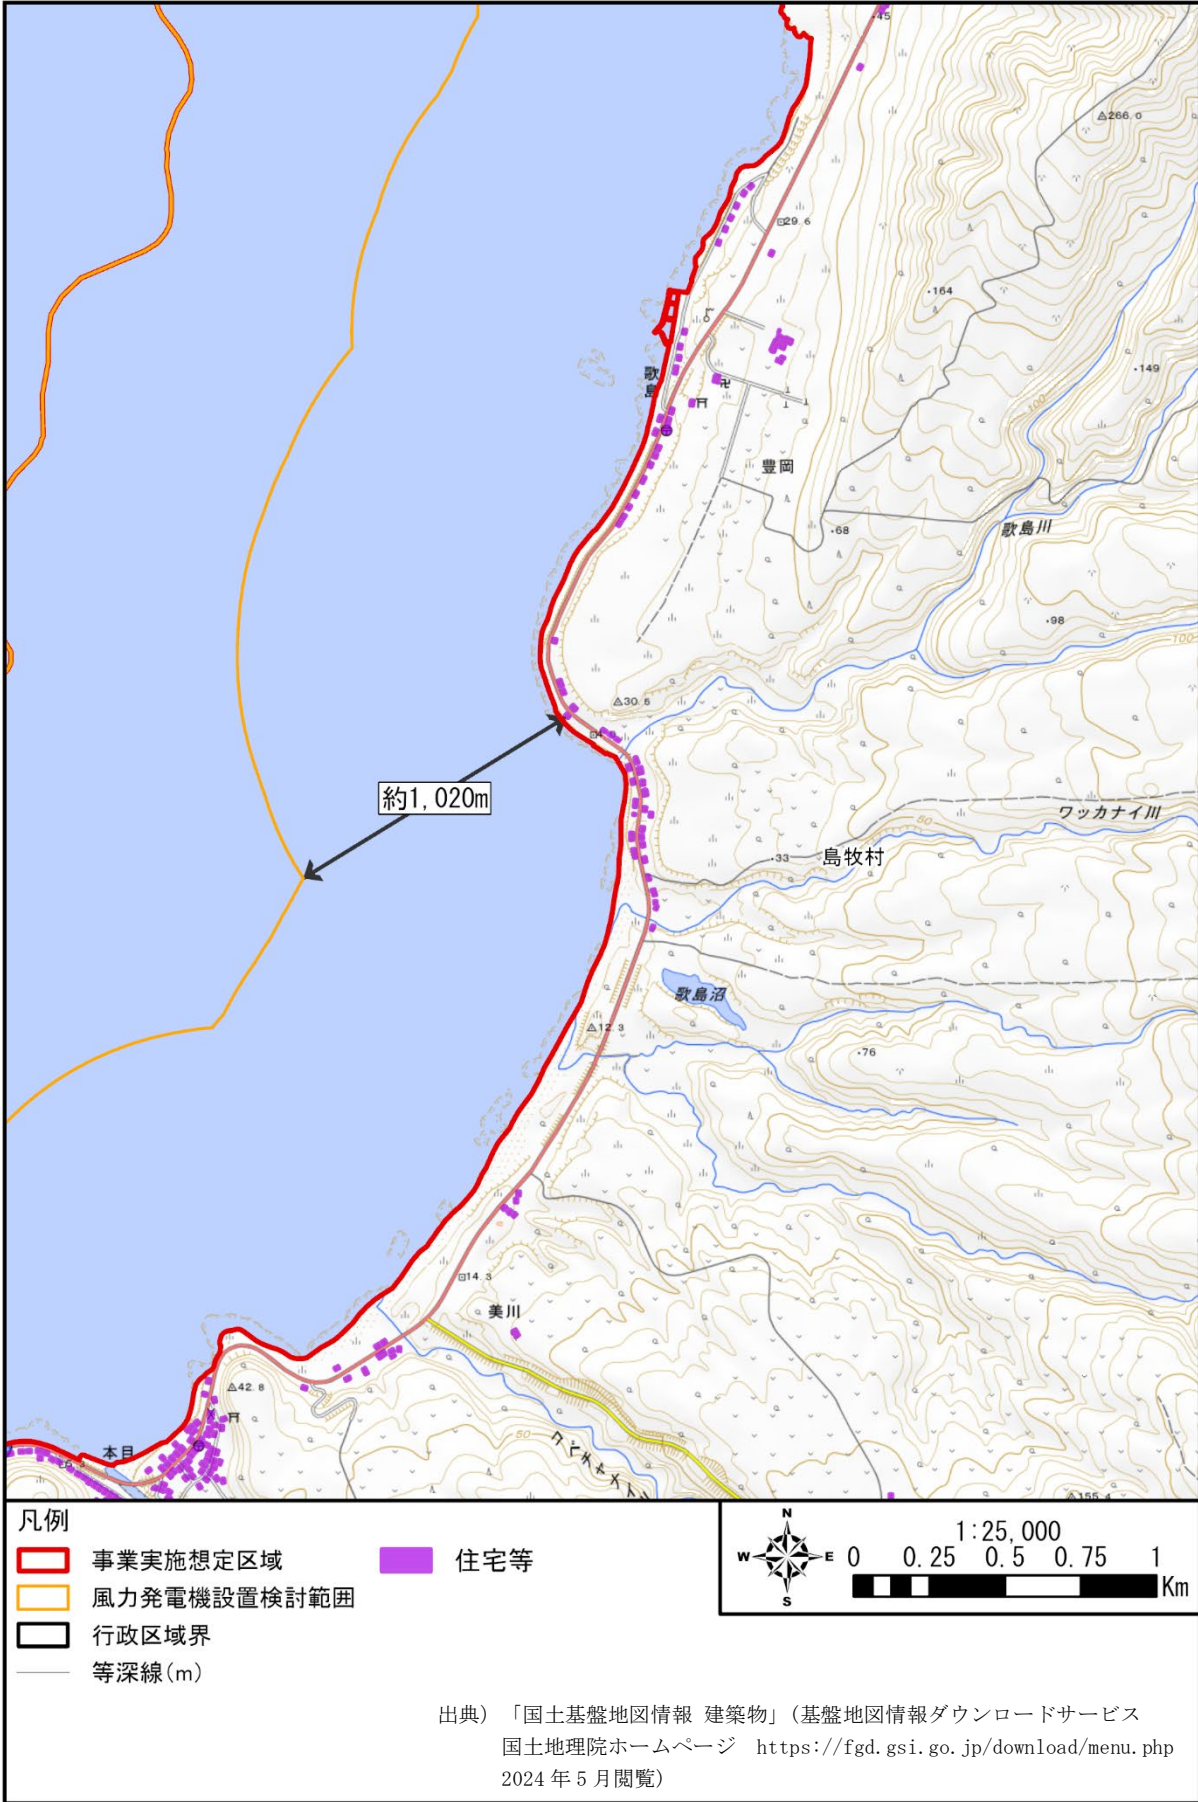 45
266.0
29.6
164
149
歌島
卍
100
豊岡
68
歌島川
98
100
30.5
約1,020m
ワッカナイ川
50
33
島牧村
歌島沼
12.3
76
14.3
美川
42.8
50
本目
155.4
凡例
事業実施想定区域 住宅等
風力発電機設置検討範囲
行政区域界
等深線(m)
N
W E
S
1:25,000
0 0.25 0.5 0.75 1
Km
出典)「国土基盤地図情報 建築物」(基盤地図情報ダウンロードサービス
国土地理院ホームページ https://fgd.gsi.go.jp/download/menu.php
2024年5月閲覧)